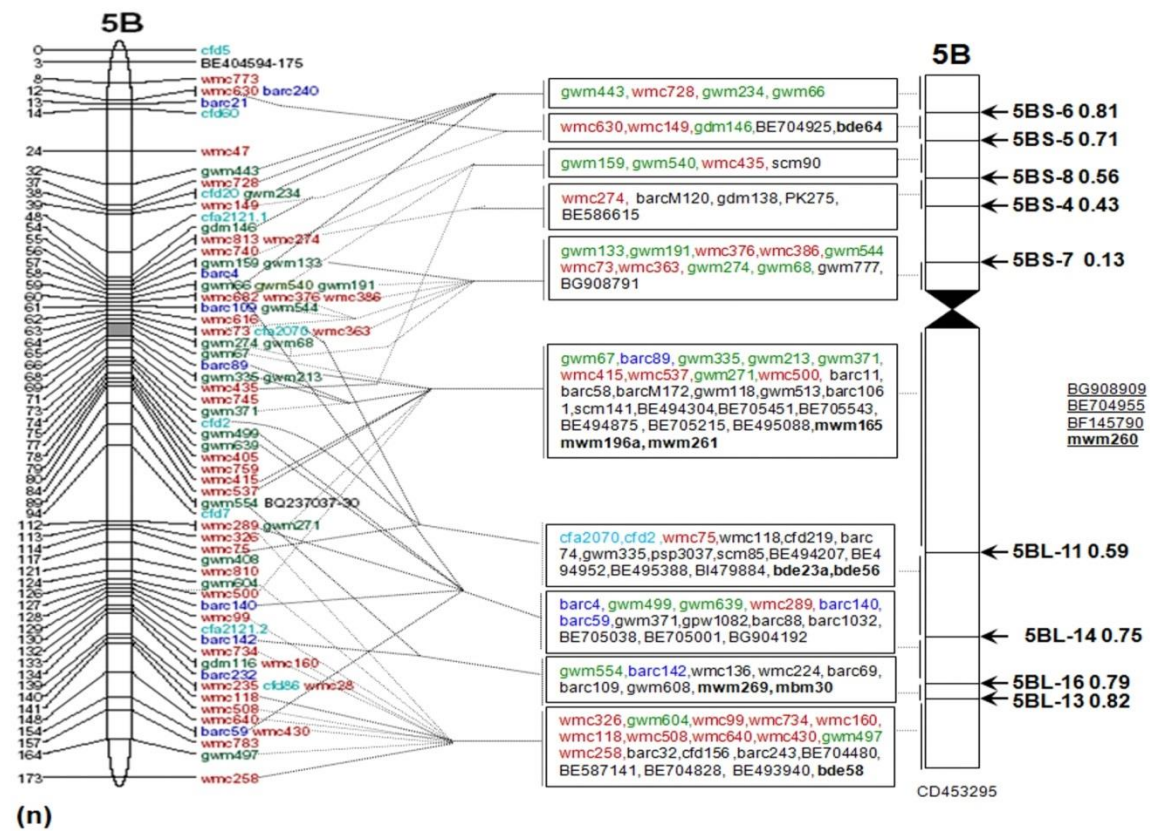 5B
0 cfd5
3 BE404594-175
8 wmc773
12 wmc630 barc240
13 barc21
14 cfd60
24 wmc47
32 gwm443
37 wmc728
38 cfd20 gwm234
39 wmc149
48 cfa2121.1
54 gdm146
55 wmc813 wmc274
56 wmc740
57 gwm159 gwm133
58 barc4
59 gwm66 gwm540 gwm191
60 wmc682 wmc376 wmc386
61 barc109 gwm544
62 wmc616
63 wmc73 cfa2070 wmc363
64 gwm274 gwm68
65 gwm67
66 barc89
68 gwm335 gwm213
69 wmc435
71 wmc745
73 gwm371
74 cfd2
75 gwm499
77 gwm639
78 wmc405
79 wmc759
80 wmc415
84 wmc537
89 gwm554 BQ237037-30
94 cfd7
112 wmc289 gwm271
113 wmc326
114 wmc75
117 gwm408
121 wmc810
124 gwm604
126 wmc500
127 barc140
128 wmc99
129 cfa2121.2
130 barc142
132 wmc734
133 gdm116 wmc160
134 barc232
139 wmc235 cfd86 wmc28
140 wmc118
141 wmc508
148 wmc640
154 barc59 wmc430
157 wmc783
164 gwm497
173 wmc258
(n)
gwm443, wmc728, gwm234, gwm66
wmc630,wmc149,gdm146,BE704925,bde64
gwm159, gwm540, wmc435, scm90
wmc274, barcM120, gdm138, PK275,
BE586615
gwm133,gwm191,wmc376,wmc386,gwm544
wmc73,wmc363, gwm274, gwm68, gwm777,
BG908791
gwm67,barc89, gwm335, gwm213, gwm371,
wmc415,wmc537,gwm271,wmc500, barc11,
barc58,barcM172,gwm118,gwm513,barc106
1,scm141,BE494304,BE705451,BE705543,
BE494875 ,BE705215,BE495088,mwm165
mwm196a, mwm261
cfa2070,cfd2 ,wmc75,wmc118,cfd219, barc
74,gwm335,psp3037,scm85,BE494207, BE4
94952,BE495388, BI479884, bde23a,bde56
barc4, gwm499, gwm639, wmc289, barc140,
barc59,gwm371,gpw1082,barc88, barc1032,
BE705038, BE705001, BG904192
gwm554, barc142, wmc136, wmc224, barc69,
barc109, gwm608, mwm269, mbm30
wmc326,gwm604,wmc99, wmc734, wmc160,
wmc118,wmc508,wmc640, wmc430, gwm497
wmc258, barc32,cfd156 ,barc243,BE704480,
BE587141, BE704828, BE493940, bde58
5B
5BS-6 0.81
5BS-5 0.71
5BS-8 0.56
5BS-4 0.43
5BS-7 0.13
5BL-11 0.59
5BL-14 0.75
5BL-16 0.79
5BL-13 0.82
CD453295
BG908909
BE704955
BF145790
mwm260